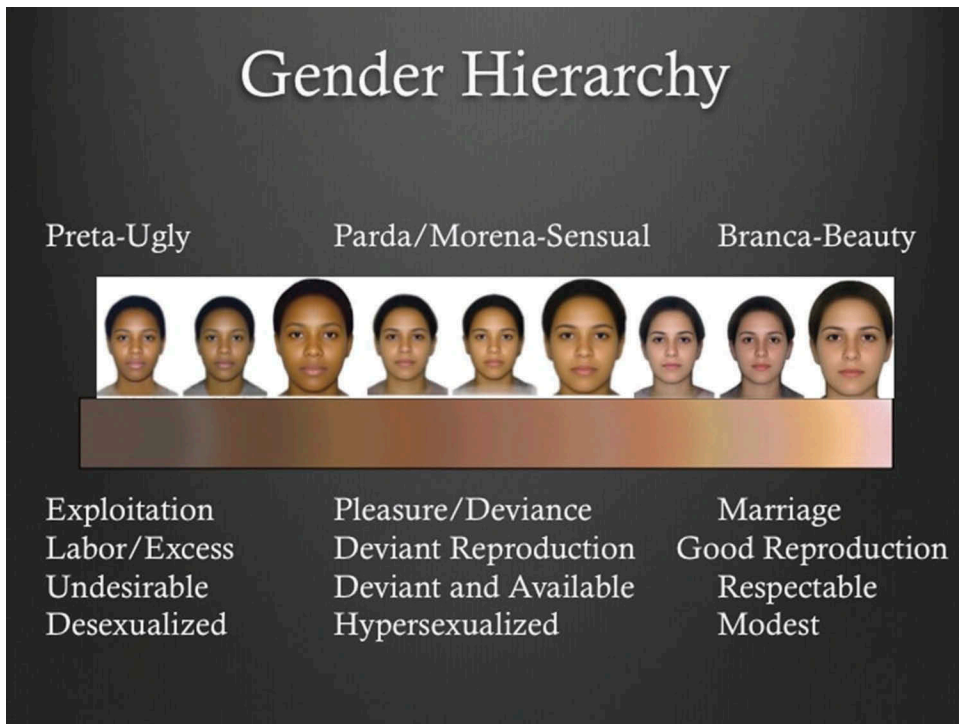 Gender Hierarchy
Preta-Ugly
Parda/Morena-Sensual
Branca-Beauty
Exploitation
Labor/Excess
Undesirable
Desexualized
Pleasure/Deviance
Deviant Reproduction
Deviant and Available
Hypersexualized
Marriage
Good Reproduction
Respectable
Modest